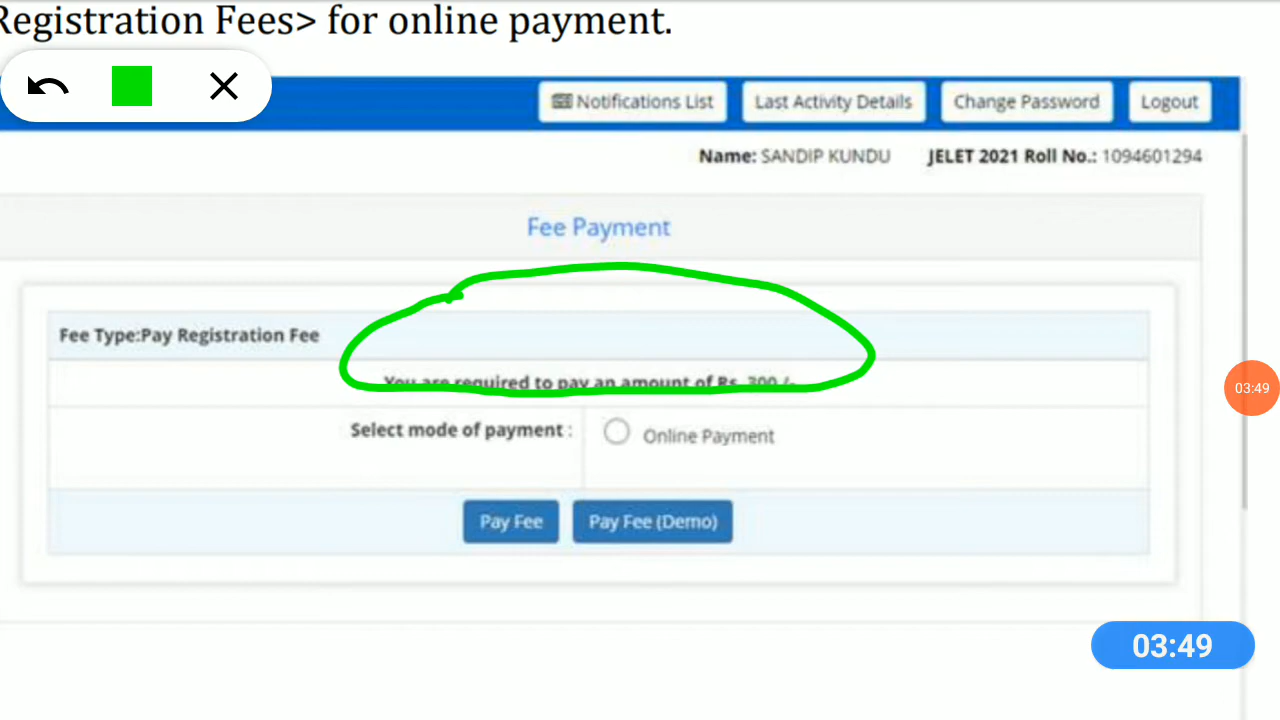 Registration Fees> for online payment.
Notifications List
Last Activity Details
Change Password
Logout
Name: SANDIP KUNDU
JELET 2021 Roll No.: 1094601294
Fee Payment
Fee Type:Pay Registration Fee
You are required to pay an amount of Rs. 300 /-
03:49
Select mode of payment :
Online Payment
Pay Fee
Pay Fee (Demo)
03:49